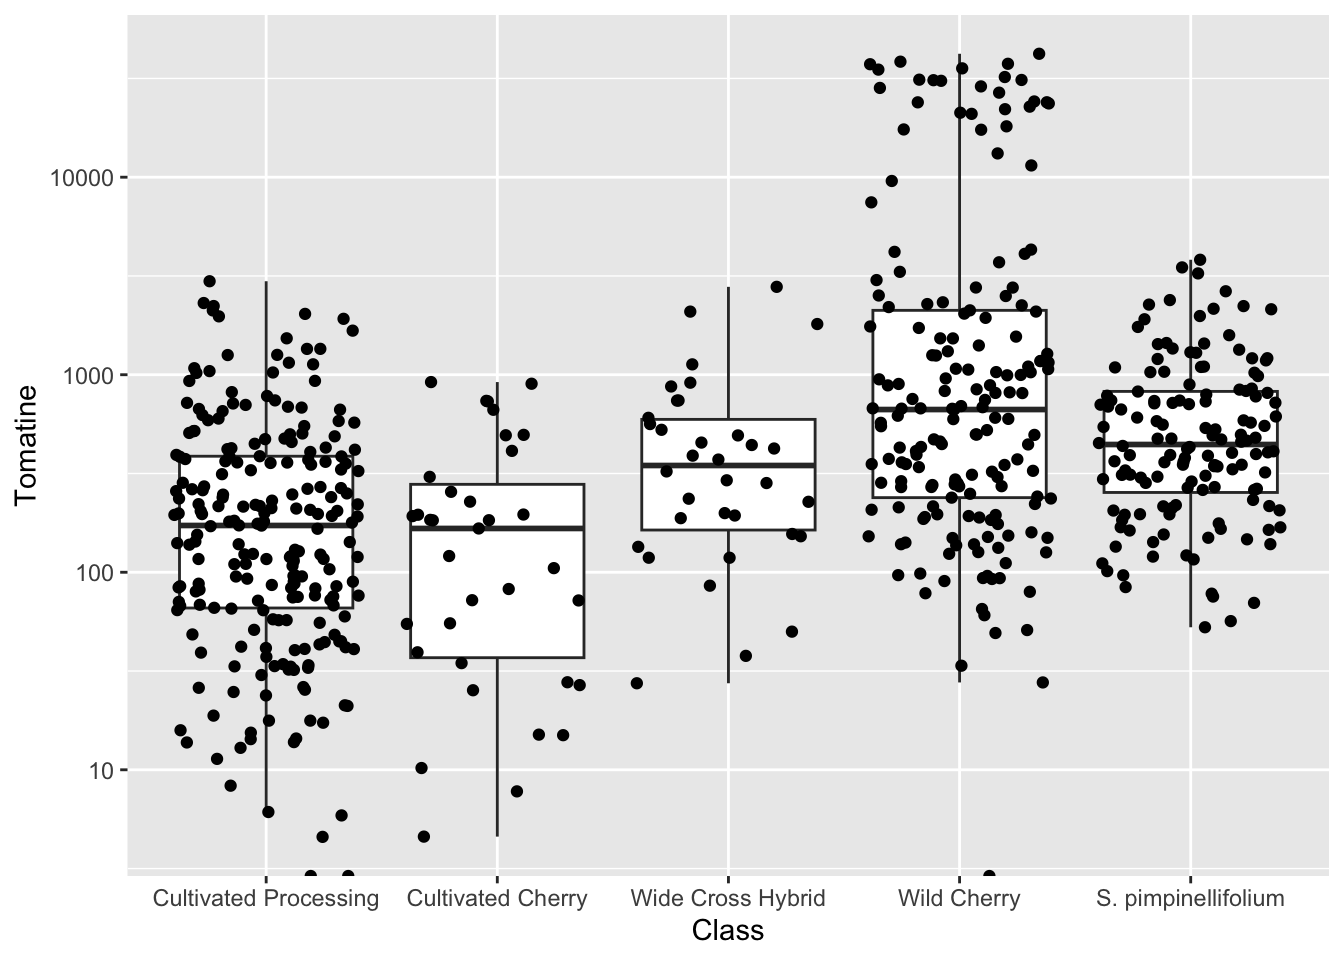 Tomatine
10000
1000
100
10
Cultivated Processing
Cultivated Cherry
Wide Cross Hybrid
Wild Cherry
S. pimpinellifolium
Class